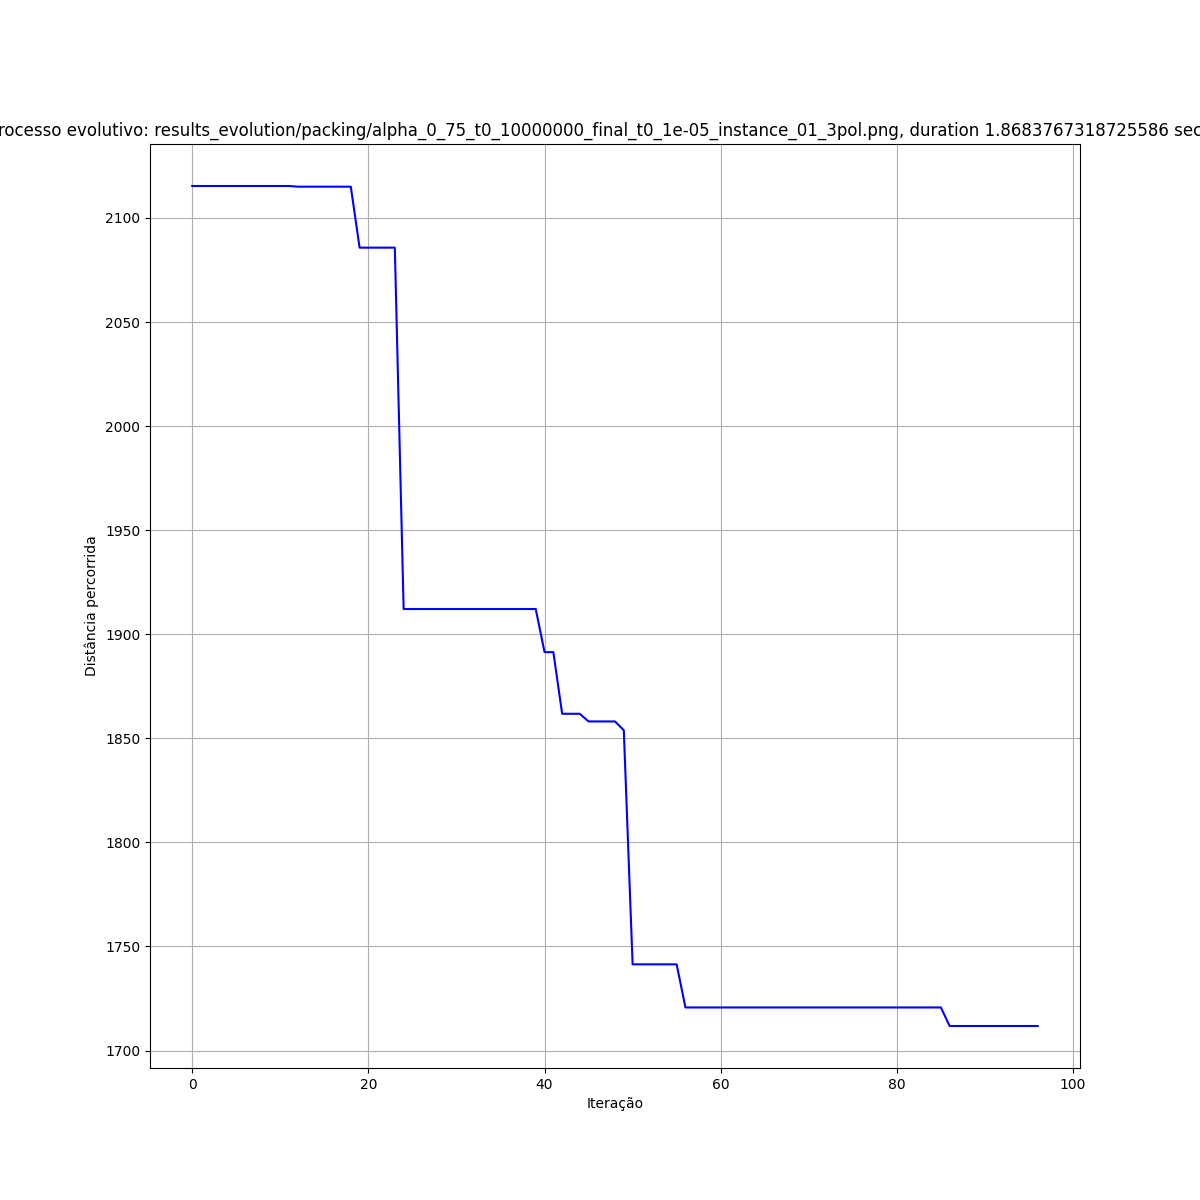 rocesso evolutivo: results_evolution/packing/alpha_0_75_t0_10000000_final_t0_1e-05_instance_01_3pol.png, duration 1.8683767318725586 sec
2100
2050
2000
1950
1900
1850
1800
1750
1700
Distância percorrida
0 20 40 60 80 100
Iteração